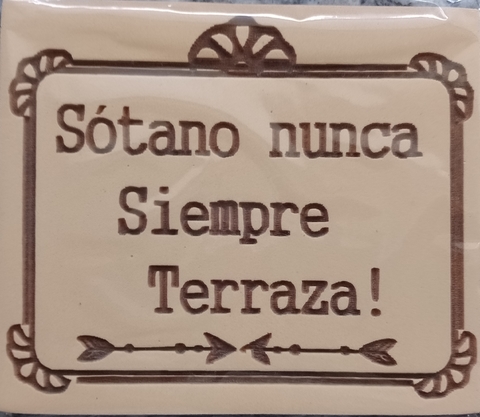 Sótano nunca
Siempre
Terraza!